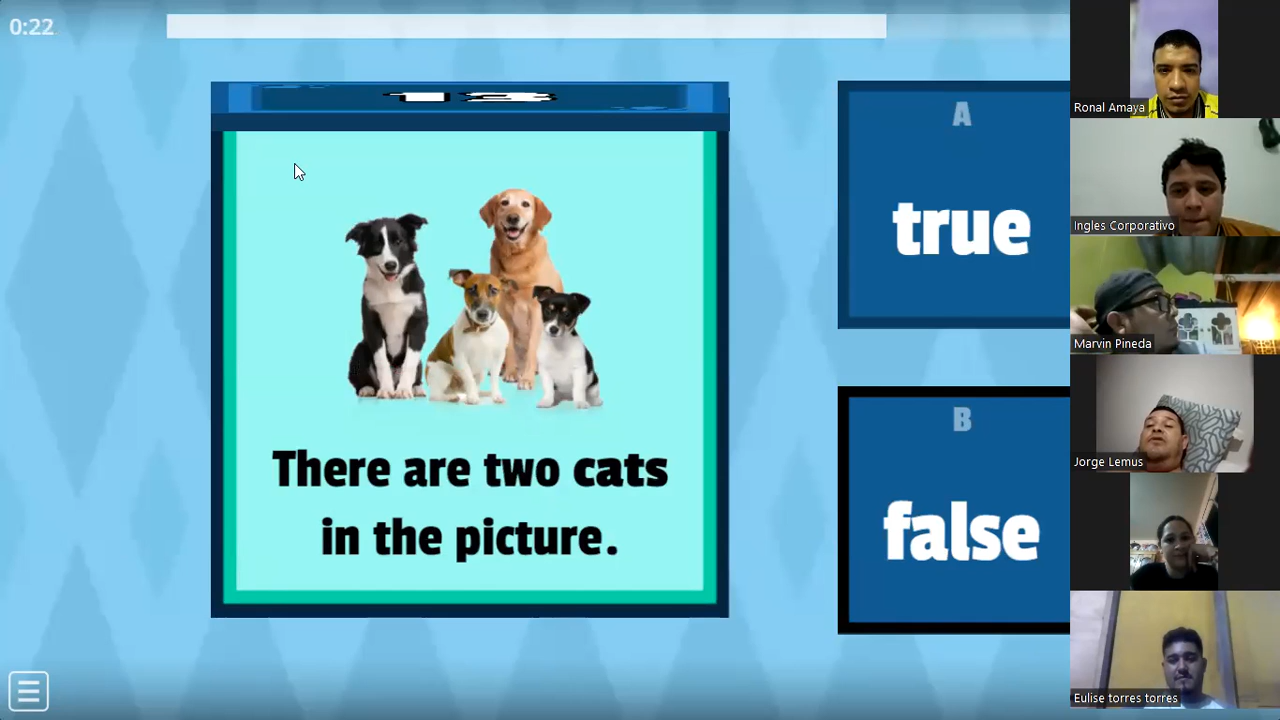 0:22
There are two cats
in the picture.
A
true
B
false
Ronal Amaya
Ingles Corporativo
Marvin Pineda
Jorge Lemus
Eulise torres torres